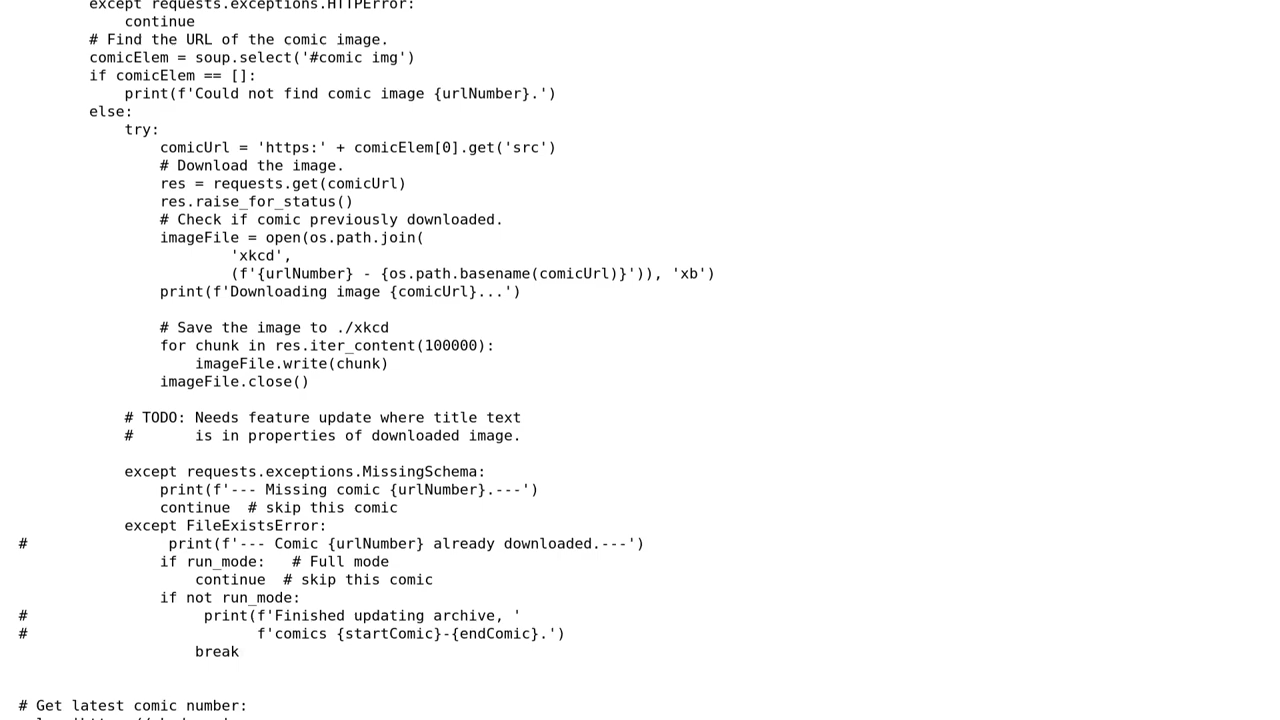 except requests.exceptions.HTTPError:
            continue
        # Find the URL of the comic image.
        comicElem = soup.select('#comic img')
        if comicElem == []:
            print(f'Could not find comic image {urlNumber}.')
        else:
            try:
                comicUrl = 'https:' + comicElem[0].get('src')
                # Download the image.
                res = requests.get(comicUrl)
                res.raise_for_status()
                # Check if comic previously downloaded.
                imageFile = open(os.path.join(
                        'xkcd',
                        (f'{urlNumber} - {os.path.basename(comicUrl)}')), 'xb')
                print(f'Downloading image {comicUrl}...')

                # Save the image to ./xkcd
                for chunk in res.iter_content(100000):
                    imageFile.write(chunk)
                imageFile.close()

            # TODO: Needs feature update where title text
            #       is in properties of downloaded image.

            except requests.exceptions.MissingSchema:
                print(f'--- Missing comic {urlNumber}.---')
                continue  # skip this comic
            except FileExistsError:
#                print(f'--- Comic {urlNumber} already downloaded.---')
                if run_mode:   # Full mode
                    continue  # skip this comic
                if not run_mode:
#                    print(f'Finished updating archive, '
#                          f'comics {startComic}-{endComic}.')
                    break


# Get latest comic number: